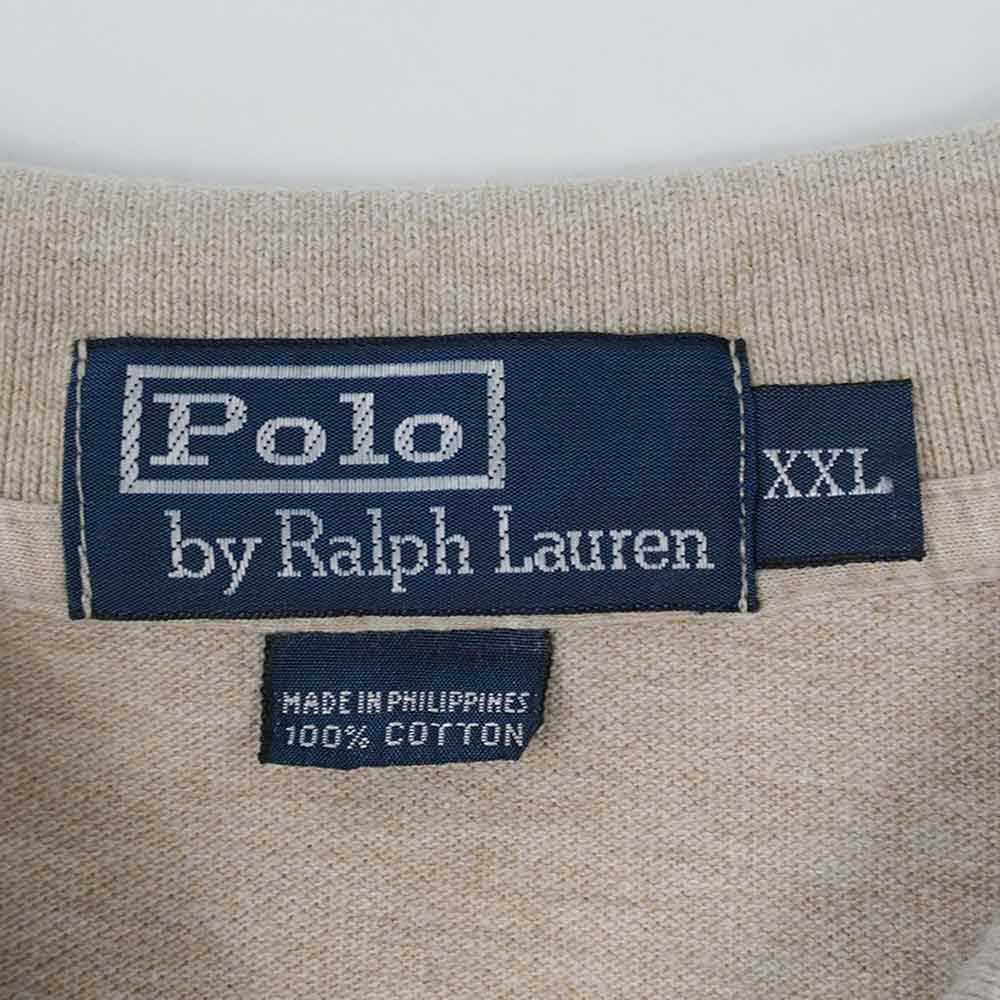 Polo
by Ralph Lauren
XXL
MADE IN PHILIPPINES
100% COTTON